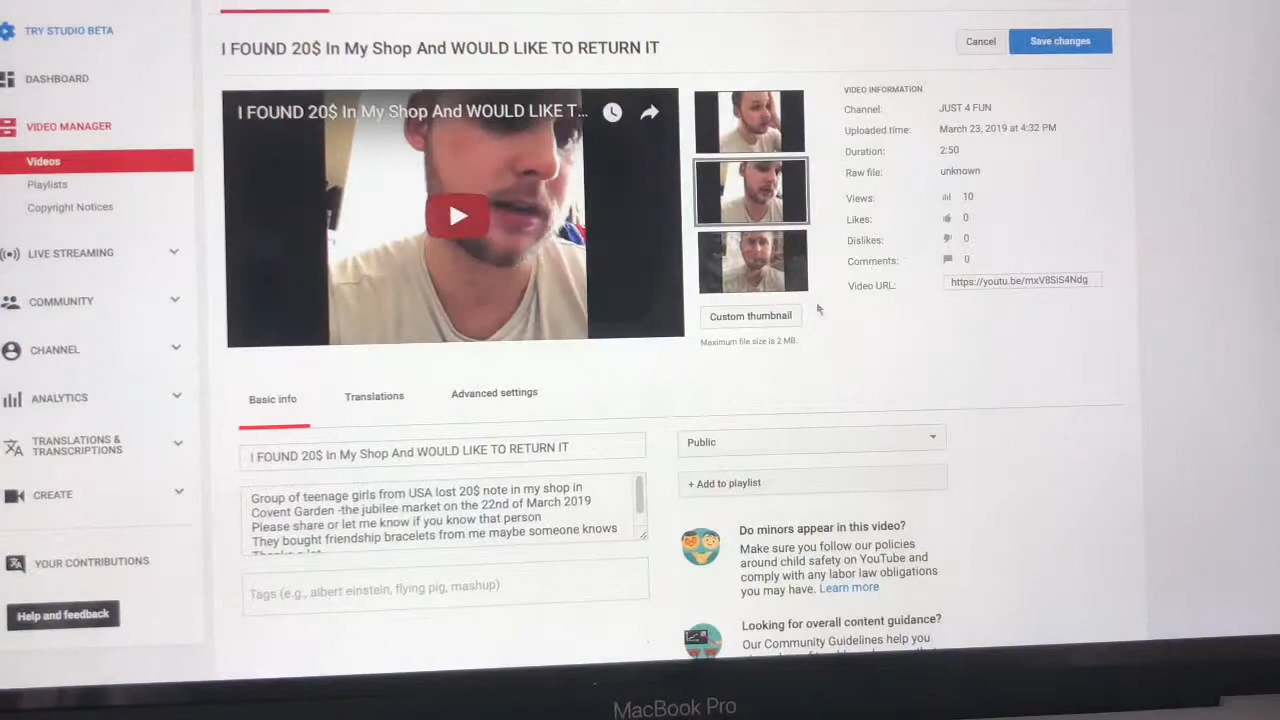 TRY STUDIO BETA
DASHBOARD
VIDEO MANAGER
Videos
Playlists
Copyright Notices
LIVE STREAMING
COMMUNITY
CHANNEL
ANALYTICS
TRANSLATIONS &
TRANSCRIPTIONS
CREATE
YOUR CONTRIBUTIONS
Help and feedback
I FOUND 20$ In My Shop And WOULD LIKE TO RETURN IT
Cancel
Save changes
I FOUND 20$ In My Shop And WOULD LIKE T...
Custom thumbnail
Maximum file size is 2 MB.
VIDEO INFORMATION
Channel: JUST 4 FUN
Uploaded time: March 23, 2019 at 4:32 PM
Duration: 2:50
Raw file: unknown
Views: 10
Likes: 0
Dislikes: 0
Comments: 0
Video URL: https://youtu.be/mxV8SiS4Ndg
Basic info
Translations
Advanced settings
I FOUND 20$ In My Shop And WOULD LIKE TO RETURN IT
Group of teenage girls from USA lost 20$ note in my shop in
Covent Garden -the jubilee market on the 22nd of March 2019
Please share or let me know if you know that person
They bought friendship bracelets from me maybe someone knows
Tags (e.g., albert einstein, flying pig, mashup)
Public
+ Add to playlist
Do minors appear in this video?
Make sure you follow our policies
around child safety on YouTube and
comply with any labor law obligations
you may have. Learn more
Looking for overall content guidance?
Our Community Guidelines help you
MacBook Pro